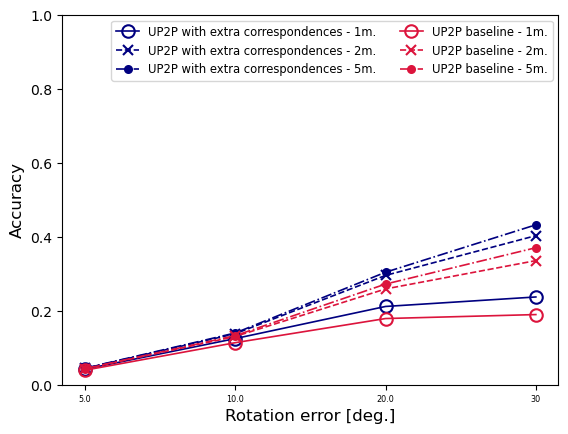 UP2P with extra correspondences - 1m.
UP2P with extra correspondences - 2m.
UP2P with extra correspondences - 5m.
UP2P baseline - 1m.
UP2P baseline - 2m.
UP2P baseline - 5m.
1.0
0.8
0.6
0.4
0.2
0.0
Accuracy
5.0 10.0 20.0 30
Rotation error [deg.]